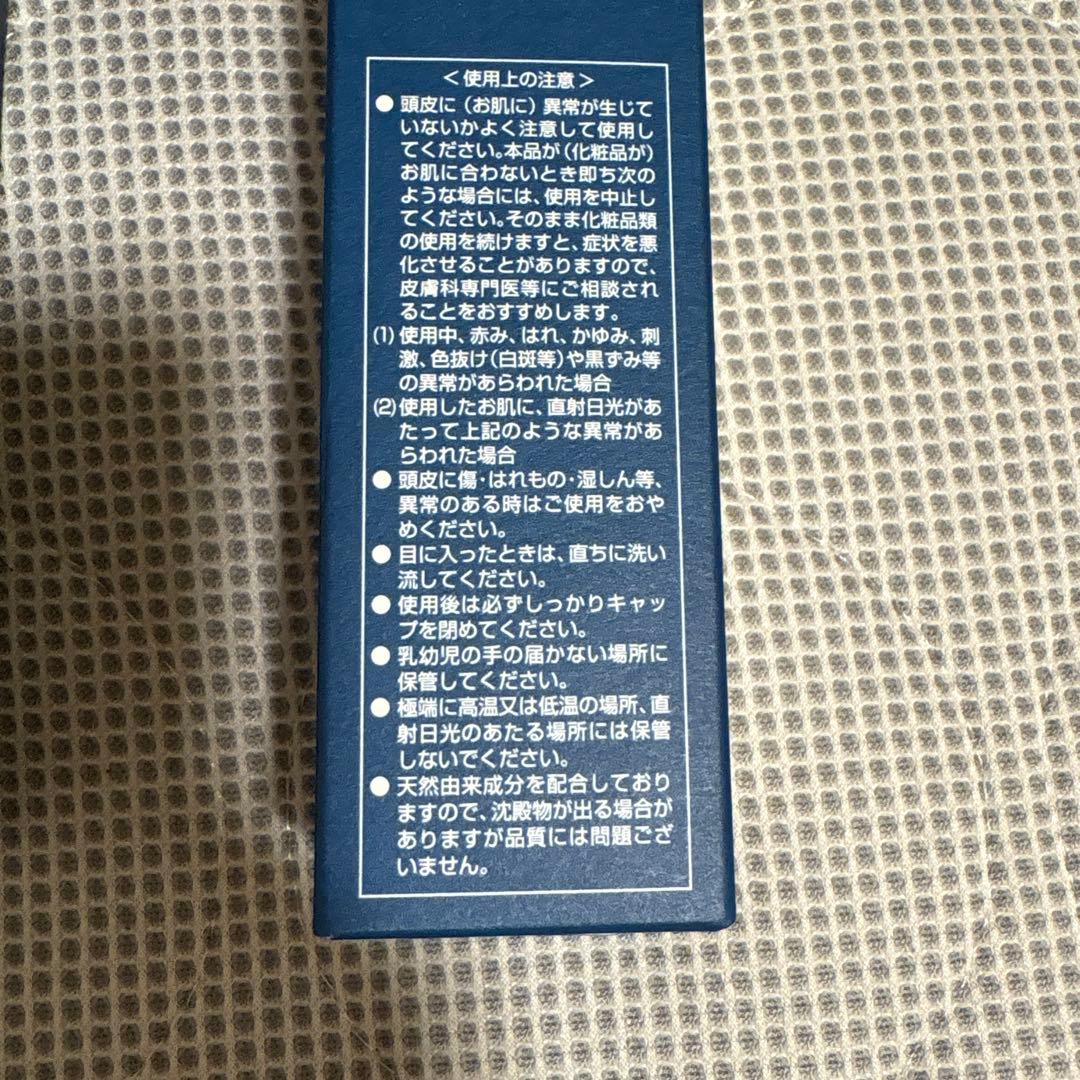 ＜使用上の注意＞
● 頭皮に（お肌に）異常が生じて
いないかよく注意して使用し
てください。本品が（化粧品が）
お肌に合わないとき即ち次の
ような場合には、使用を中止し
てください。そのまま化粧品類
の使用を続けますと、症状を悪
化させることがありますので、
皮膚科専門医等にご相談され
ることをおすすめします。
(1)使用中、赤み、はれ、かゆみ、刺
激、色抜け（白斑等）や黒ずみ等
の異常があらわれた場合
(2)使用したお肌に、直射日光があ
たって上記のような異常があ
らわれた場合
● 頭皮に傷・はれもの・湿しん等、
異常のある時はご使用をおや
めください。
● 目に入ったときは、直ちに洗い
流してください。
● 使用後は必ずしっかりキャッ
プを閉めてください。
● 乳幼児の手の届かない場所に
保管してください。
● 極端に高温又は低温の場所、直
射日光のあたる場所には保管
しないでください。
● 天然由来成分を配合しており
ますので、沈殿物が出る場合が
ありますが品質には問題ござ
いません。